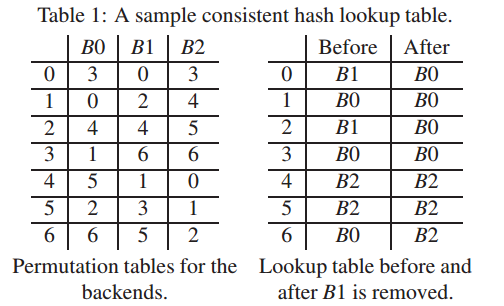 Table 1: A sample consistent hash lookup table.
B0 B1 B2 Before After
0 3 0 3 0 B1 B0
1 0 2 4 1 B0 B0
2 4 4 5 2 B1 B0
3 1 6 6 3 B0 B0
4 5 1 0 4 B2 B2
5 2 3 1 5 B2 B2
6 6 5 2 6 B0 B2
Permutation tables for the Lookup table before and
backends. after B1 is removed.